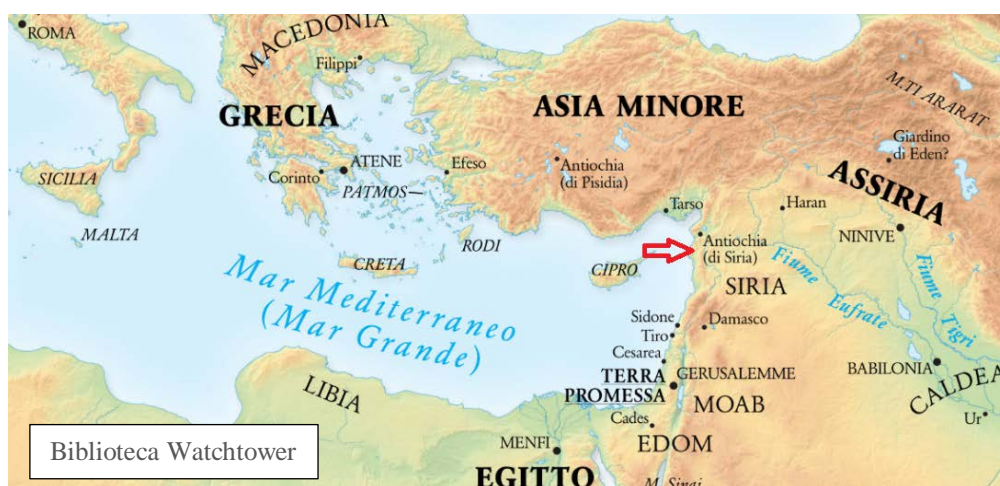 ROMA
MACEDONIA
Filippi
GRECIA
ASIA MINORE
M.TI ARARAT
Giardino
di Eden?
SICILIA
Corinto
ATENE
Efeso
Antiochia
(di Pisidia)
ASSIRIA
PATMOS
MALTA
Tarso
Haran
NINIVE
RODI
Antiochia
(di Siria)
CRETA
CIPRO
SIRIA
Fiume
Eufrate
Fiume
Tigri
Mar Mediterraneo
(Mar Grande)
Sidone
Tiro
Damasco
Cesarea
BABILONIA
TERRA
PROMESSA
GERUSALEMME
CALDEA
LIBIA
MOAB
Cades
Ur
EDOM
MENFI
EGITTO
M. Sinai
Biblioteca Watchtower